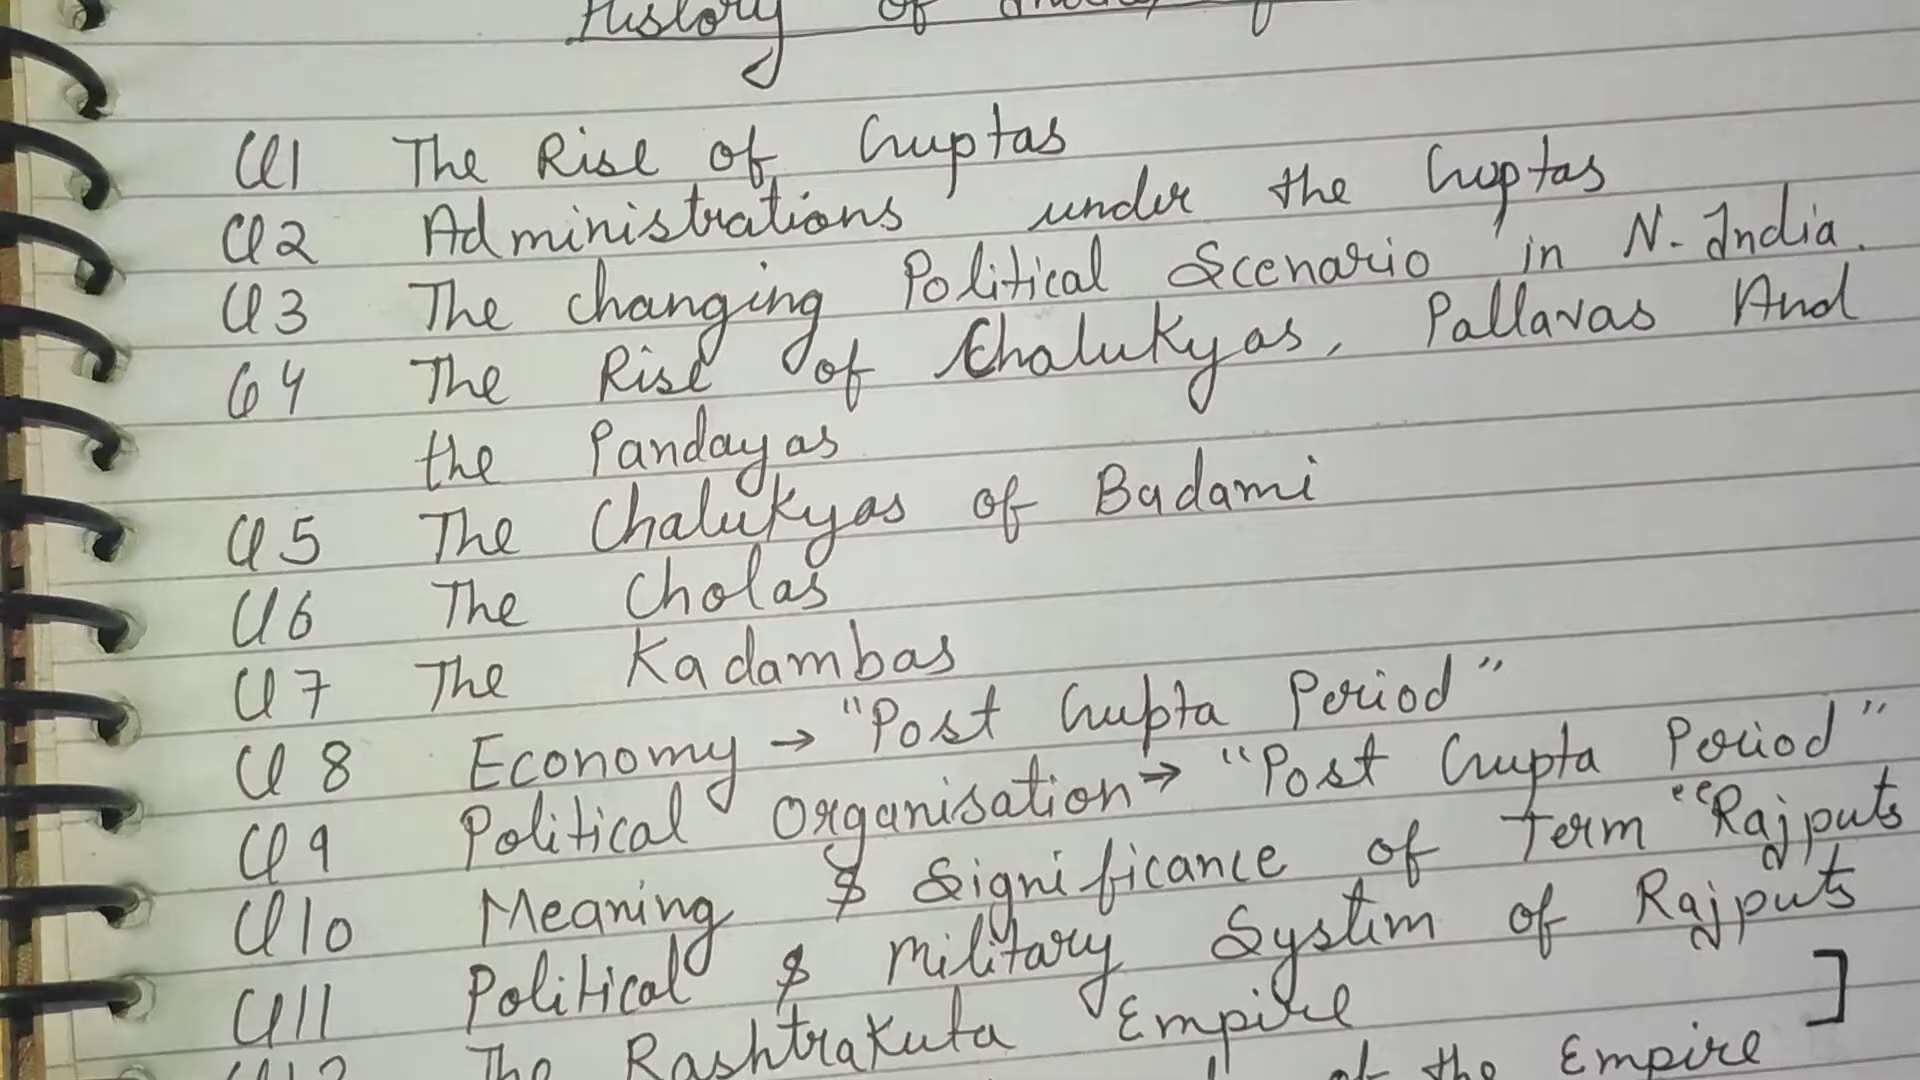 History of
U1 The Rise of Guptas
U2 Administrations under the Guptas
U3 The changing Political Scenario in N. India.
U4 The Rise of Chalukyas, Pallavas And
the Pandayas
U5 The Chalukyas of Badami
U6 The Cholas
U7 The Kadambas
U8 Economy → "Post Gupta Period"
U9 Political Organisation → "Post Gupta Period"
U10 Meaning & Significance of Term "Rajputs
U11 Political & military System of Rajputs
U12 The Rashtrakuta Empire ]
of the Empire